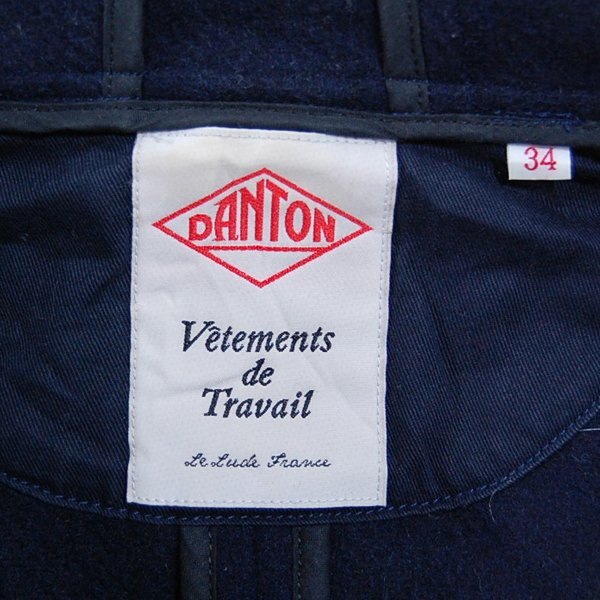 34
DANTON
Vêtements
de
Travail
Le Lude France